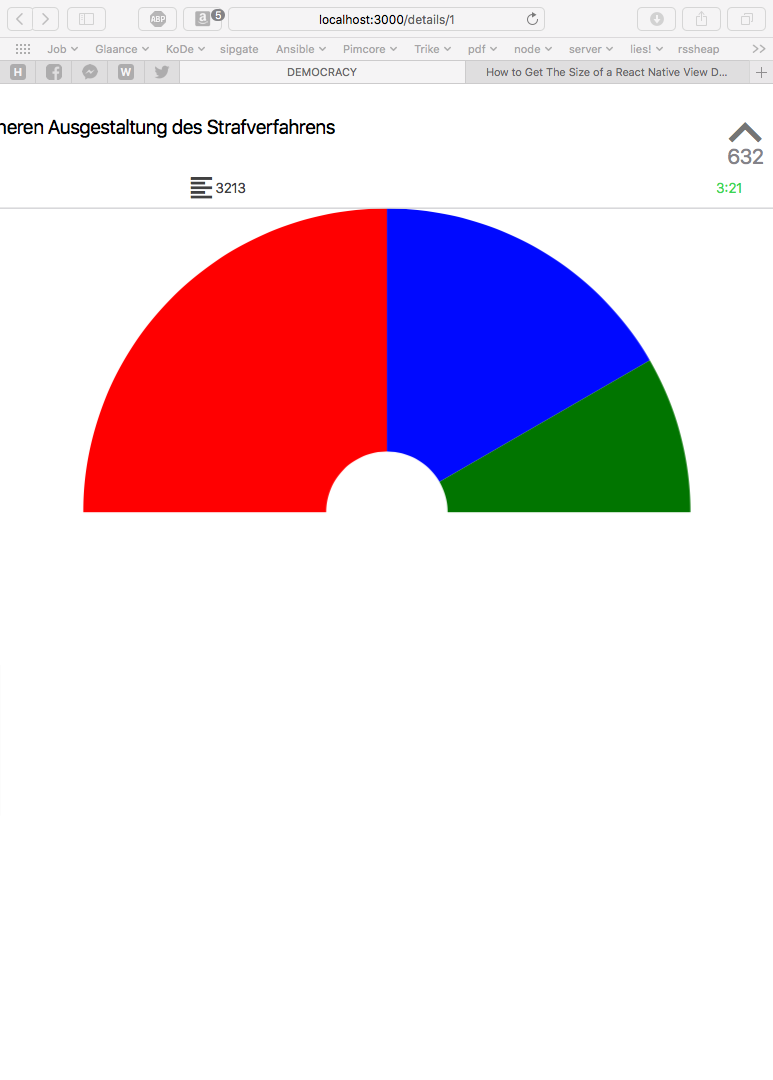 ABP
a 5
localhost:3000/details/1
Job Glaance KoDe sipgate Ansible Pimcore Trike pdf node server lies! rssheap >>
H W DEMOCRACY How to Get The Size of a React Native View D... +
heren Ausgestaltung des Strafverfahrens
632
3213 3:21